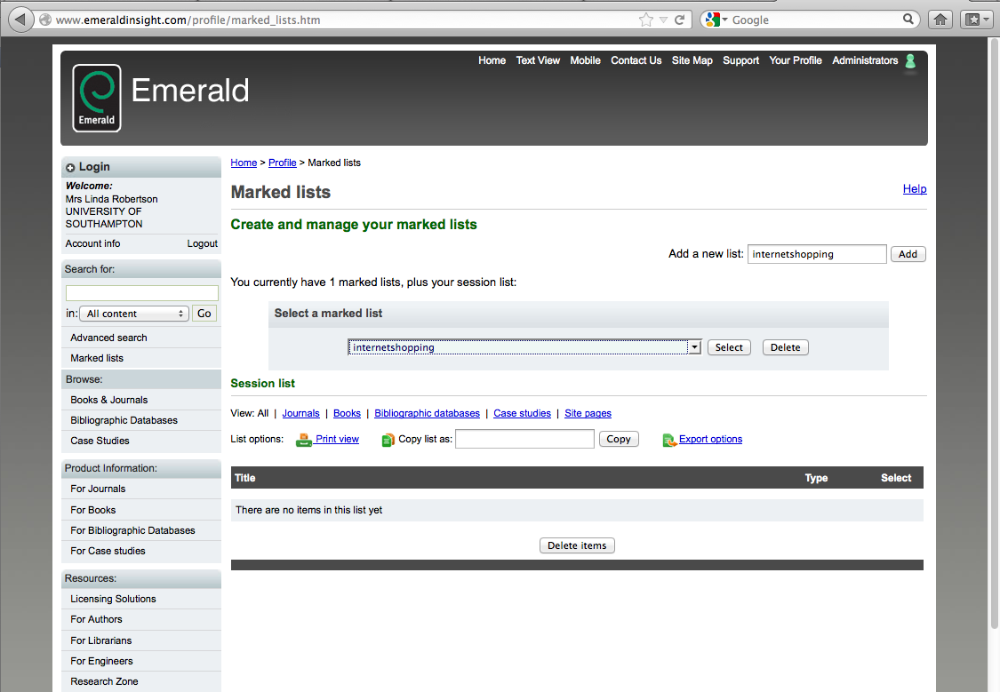 www.emeraldinsight.com/profile/marked_lists.htm
Google
Home Text View Mobile Contact Us Site Map Support Your Profile Administrators
Emerald
Emerald
Login
Welcome:
Mrs Linda Robertson
UNIVERSITY OF
SOUTHAMPTON
Account info Logout
Search for:
in: All content Go
Advanced search
Marked lists
Browse:
Books & Journals
Bibliographic Databases
Case Studies
Product Information:
For Journals
For Books
For Bibliographic Databases
For Case studies
Resources:
Licensing Solutions
For Authors
For Librarians
For Engineers
Research Zone
Home > Profile > Marked lists
Marked lists
Help
Create and manage your marked lists
Add a new list: internetshopping Add
You currently have 1 marked lists, plus your session list:
Select a marked list
internetshopping Select Delete
Session list
View: All | Journals | Books | Bibliographic databases | Case studies | Site pages
List options: Print view Copy list as: Copy Export options
Title Type Select
There are no items in this list yet
Delete items